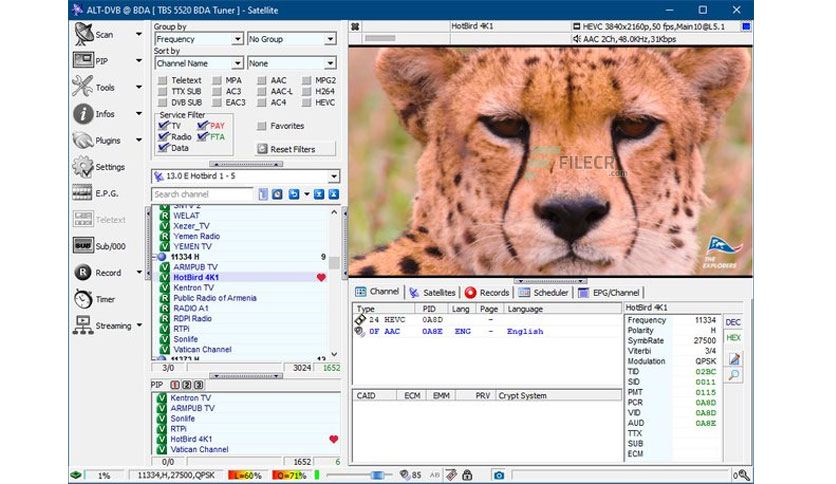 ALT-DVB @ BDA [ TBS 5520 BDA Tuner ] - Satellite
Scan
PIP
Tools
Infos
Plugins
Settings
E.P.G.
Teletext
Sub/000
Record
Timer
Streaming
Group by
Frequency
No Group
Sort by
Channel Name
None
Teletext MPA AAC MPG2
TTX SUB AC3 AAC-L H264
DVB SUB EAC3 AC4 HEVC
Service Filter
TV PAY
Radio FTA
Data
Favorites
Reset Filters
13.0 E Hotbird 1 - 5
Search channel
WELAT
Xezer_TV
Yemen Radio
YEMEN TV
11334 H 9
ARMPUB TV
HotBird 4K1
Kentron TV
Public Radio of Armenia
RADIO A1
RDPI Radio
RTPi
Sonlife
Vatican Channel
3/0 3024 1652
PIP 1 2 3
Kentron TV
ARMPUB TV
Sonlife
RTPi
HotBird 4K1
Vatican Channel
0/0 1652 6
HotBird 4K1
HEVC 3840x2160p,50 fps,Main10@L5.1
AAC 2Ch, 48.0KHz,31Kbps
FILECR
.com
THE
EXPLORERS
Channel Satellites Records Scheduler EPG/Channel
Type PID Lang Page Language
24 HEVC 0A8D -
0F AAC 0A8E ENG - English
CAID ECM EMM PRV Crypt System
HotBird 4K1
Frequency 11334
Polarity H
SymbRate 27500
Viterbi 3/4
Modulation QPSK
TID 02BC
SID 0011
PMT 0115
PCR 0A8D
VID 0A8D
AUD 0A8E
TTX
SUB
ECM
DEC
HEX
1% 11334,H,27500,QPSK L=60% Q=71% 85 A/B 0